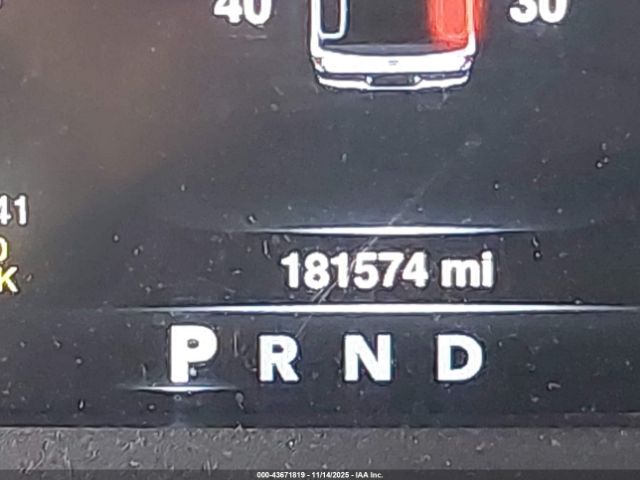 40 30
41
K
181574 mi
P R N D
000-43671819 - 11/14/2025 - IAA Inc.